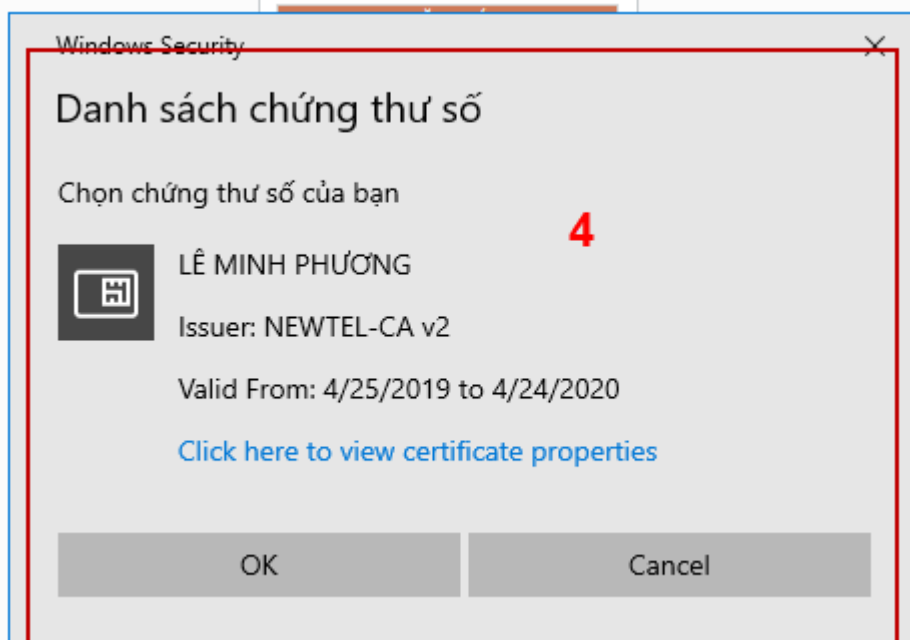 Windows Security
Danh sách chứng thư số
Chọn chứng thư số của bạn
4
LÊ MINH PHƯƠNG
Issuer: NEWTEL-CA v2
Valid From: 4/25/2019 to 4/24/2020
Click here to view certificate properties
OK
Cancel